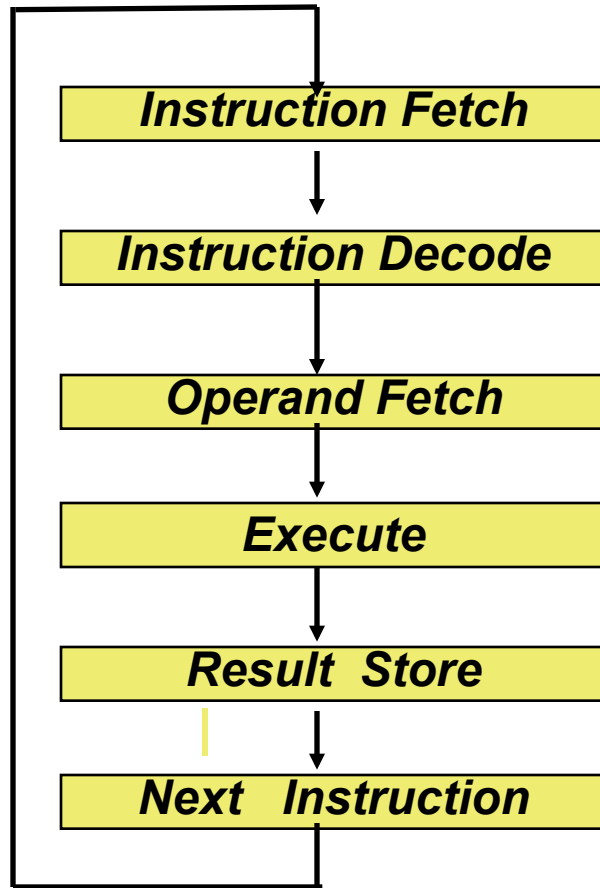 Instruction Fetch
Instruction Decode
Operand Fetch
Execute
Result Store
Next Instruction